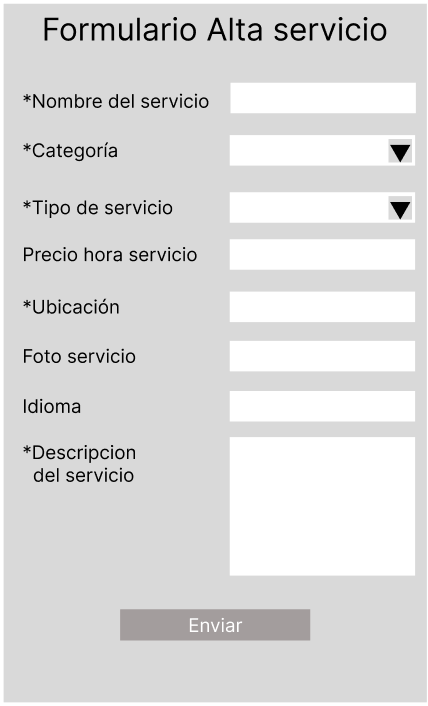 Formulario Alta servicio
*Nombre del servicio
*Categoría
*Tipo de servicio
Precio hora servicio
*Ubicación
Foto servicio
Idioma
*Descripcion
del servicio
Enviar